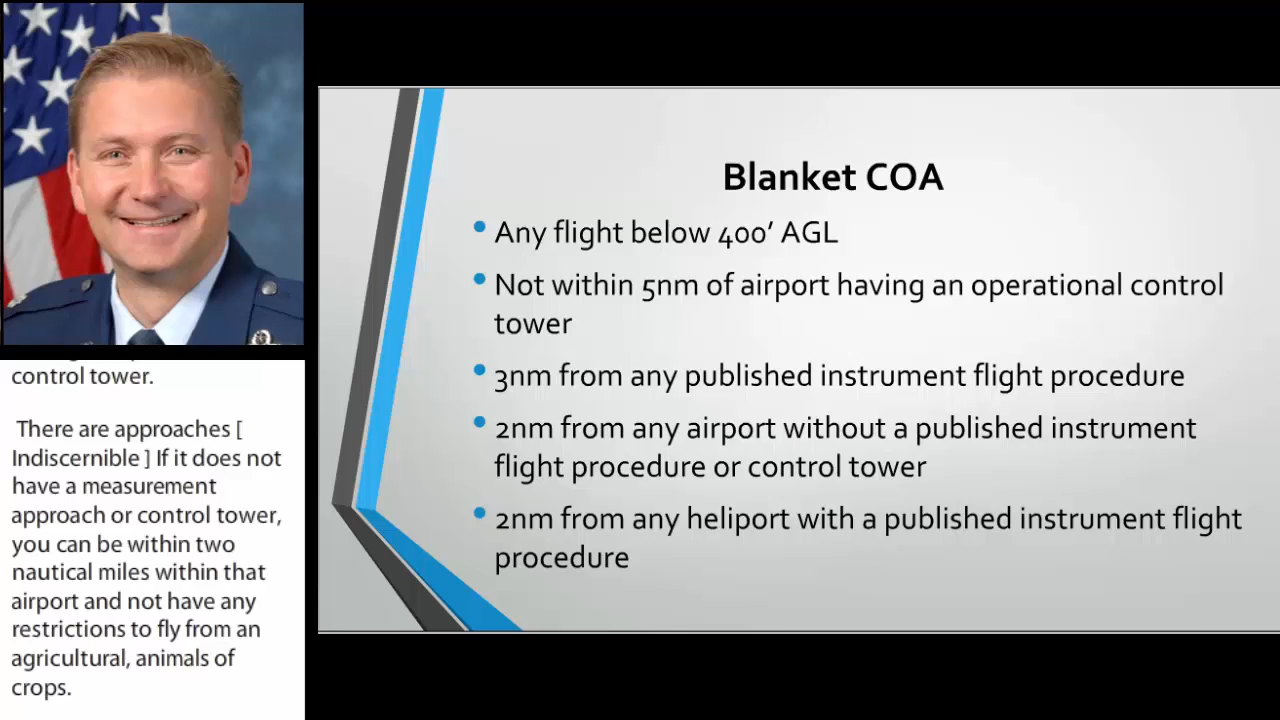 control tower.
There are approaches [
Indiscernible ] If it does not
have a measurement
approach or control tower,
you can be within two
nautical miles within that
airport and not have any
restrictions to fly from an
agricultural, animals of
crops.
Blanket COA
• Any flight below 400’ AGL
• Not within 5nm of airport having an operational control
tower
• 3nm from any published instrument flight procedure
• 2nm from any airport without a published instrument
flight procedure or control tower
• 2nm from any heliport with a published instrument flight
procedure